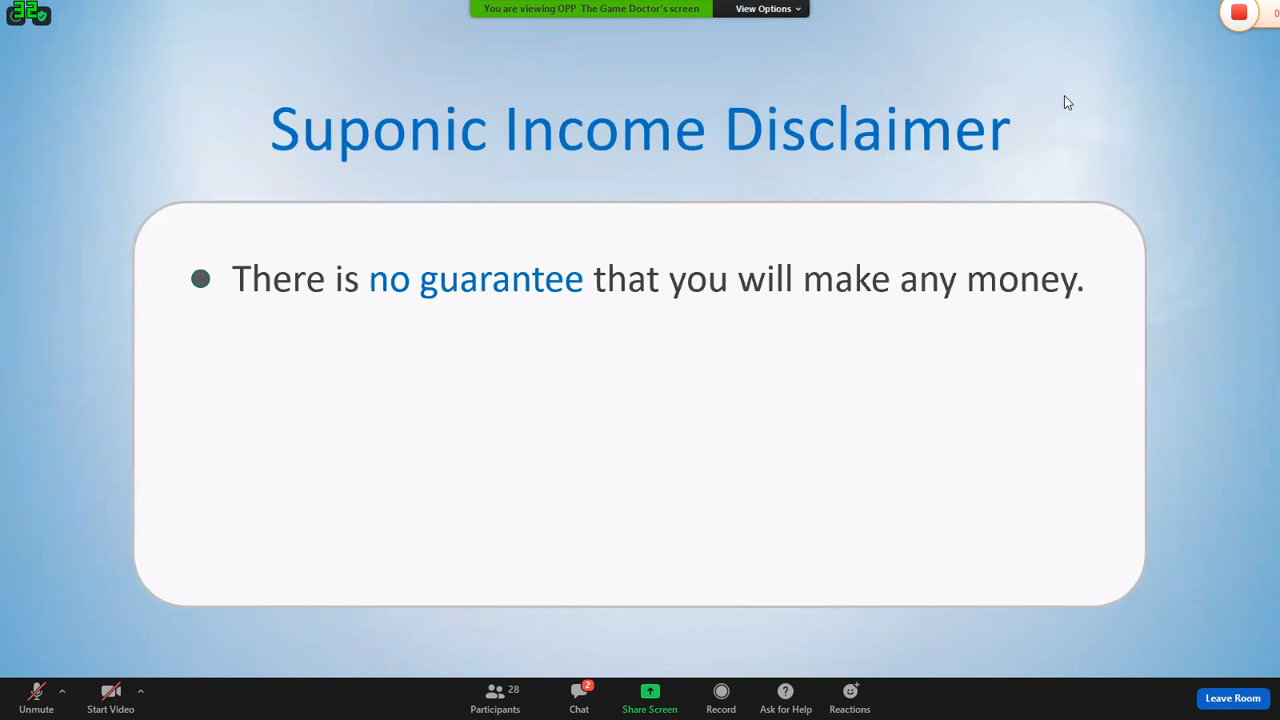 32
You are viewing OPP The Game Doctor's screen
View Options
0
Suponic Income Disclaimer
There is no guarantee that you will make any money.
Unmute
Start Video
28
Participants
2
Chat
Share Screen
Record
Ask for Help
Reactions
Leave Room